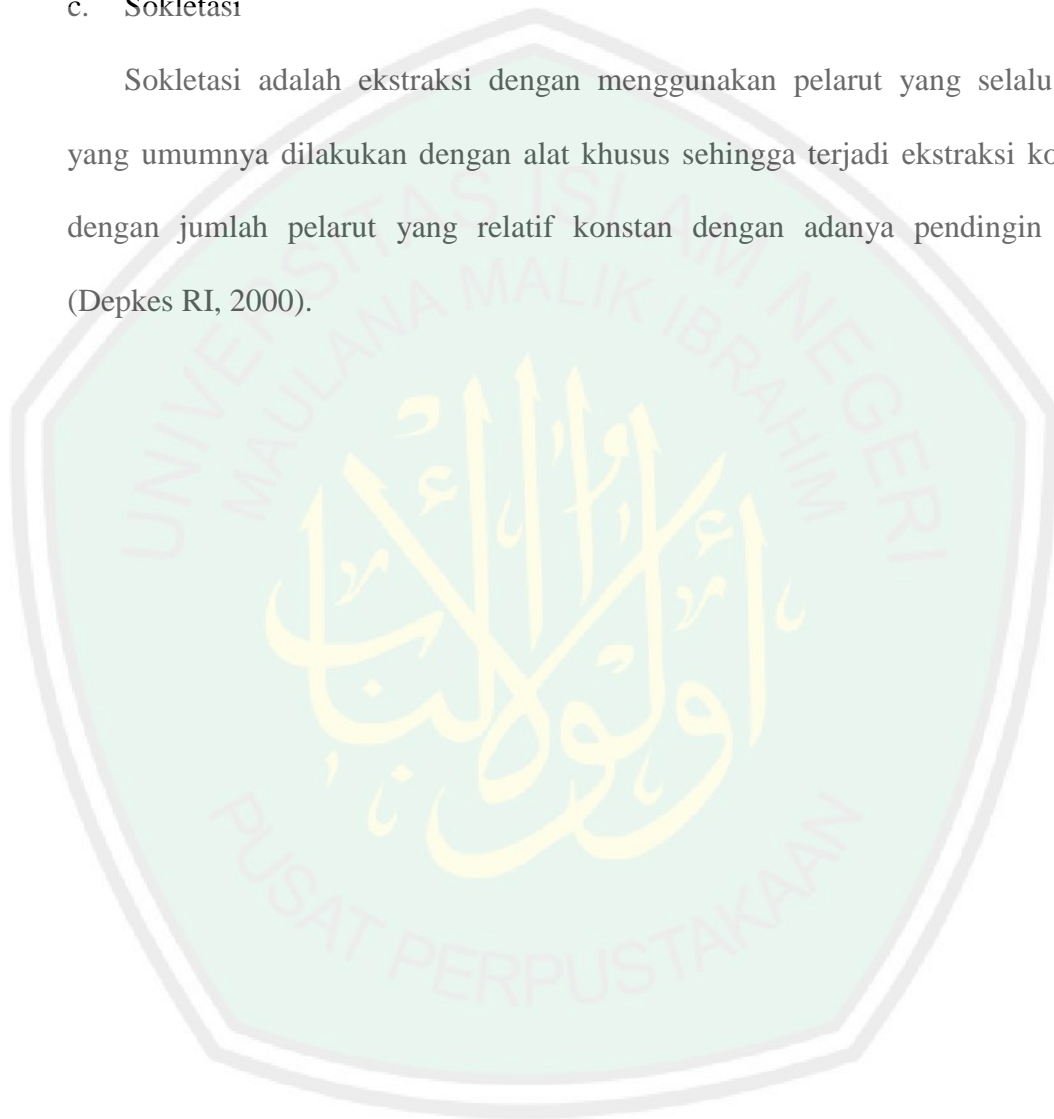 c. Sokletasi
Sokletasi adalah ekstraksi dengan menggunakan pelarut yang selalu
yang umumnya dilakukan dengan alat khusus sehingga terjadi ekstraksi
dengan jumlah pelarut yang relatif konstan dengan adanya pendingin
(Depkes RI, 2000).
UNIVERSITAS ISLAM NEGERI
MAULANA MALIK IBRAHIM
أولوا الألباب
PUSAT PERPUSTAKAAN